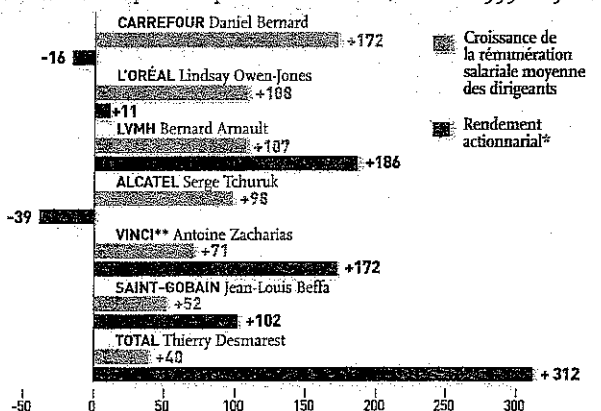 CARREFOUR Daniel Bernard
+172
-16
L'ORÉAL Lindsay Owen-Jones
+108
+11
LVMH Bernard Arnault
+107
+186
ALCATEL Serge Tchuruk
+98
-39
VINCI** Antoine Zacharias
+71
+172
SAINT-GOBAIN Jean-Louis Beffa
+52
+102
TOTAL Thierry Desmarest
+40
+312
-50 0 50 100 150 200 250 300
Croissance de
la rémunération
salariale moyenne
des dirigeants
Rendement
actionnarial*